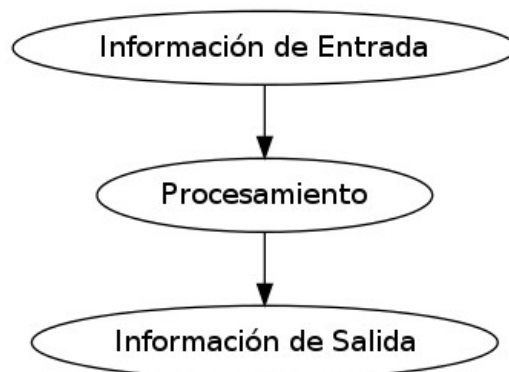 Información de Entrada
Procesamiento
Información de Salida